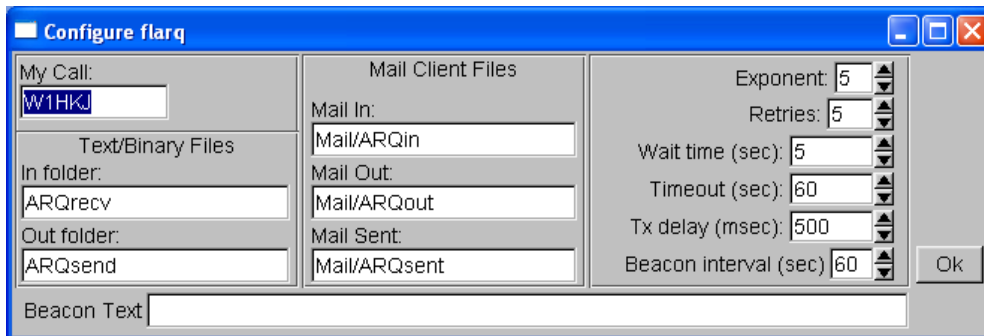 Configure flarq
My Call:
W1HKJ
Text/Binary Files
In folder:
ARQrecv
Out folder:
ARQsend
Mail Client Files
Mail In:
Mail/ARQin
Mail Out:
Mail/ARQout
Mail Sent:
Mail/ARQsent
Exponent: 5
Retries: 5
Wait time (sec): 5
Timeout (sec): 60
Tx delay (msec): 500
Beacon interval (sec) 60
Ok
Beacon Text